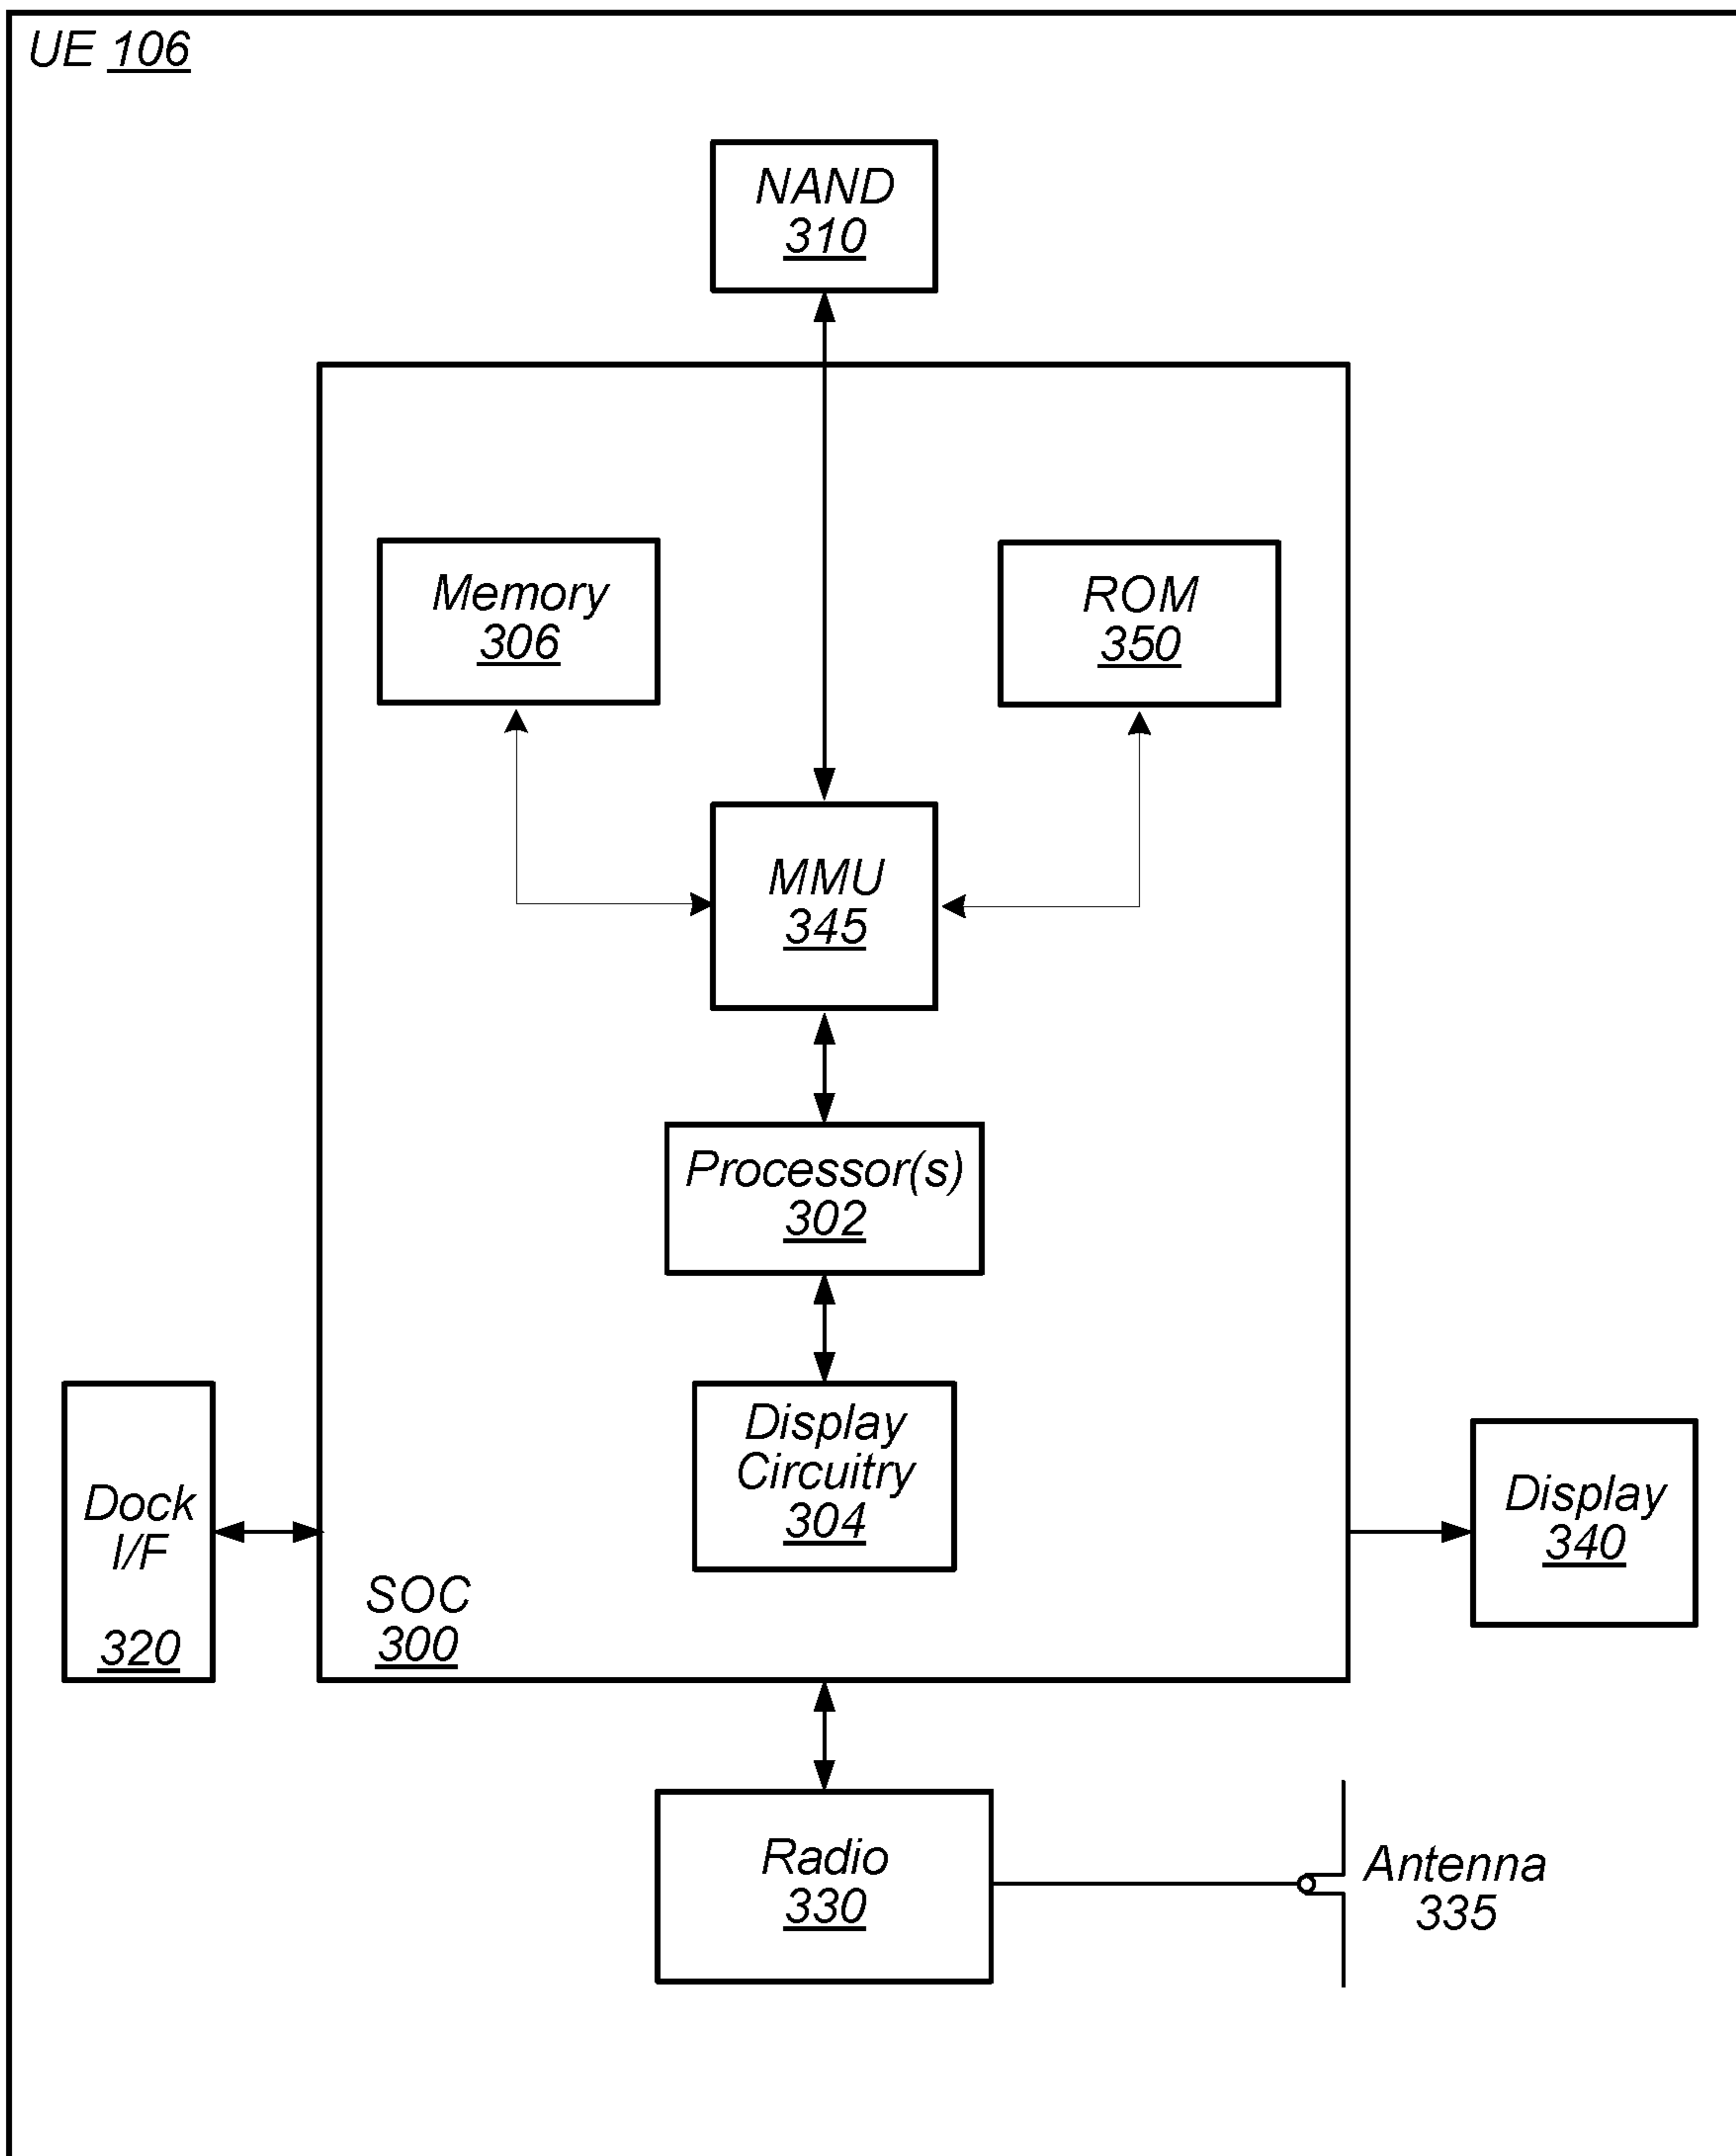 UE 106
NAND
310
Memory
306
ROM
350
MMU
345
Processor(s)
302
Display
Circuitry
304
Dock
I/F
320
Display
340
SOC
300
Radio
330
Antenna
335